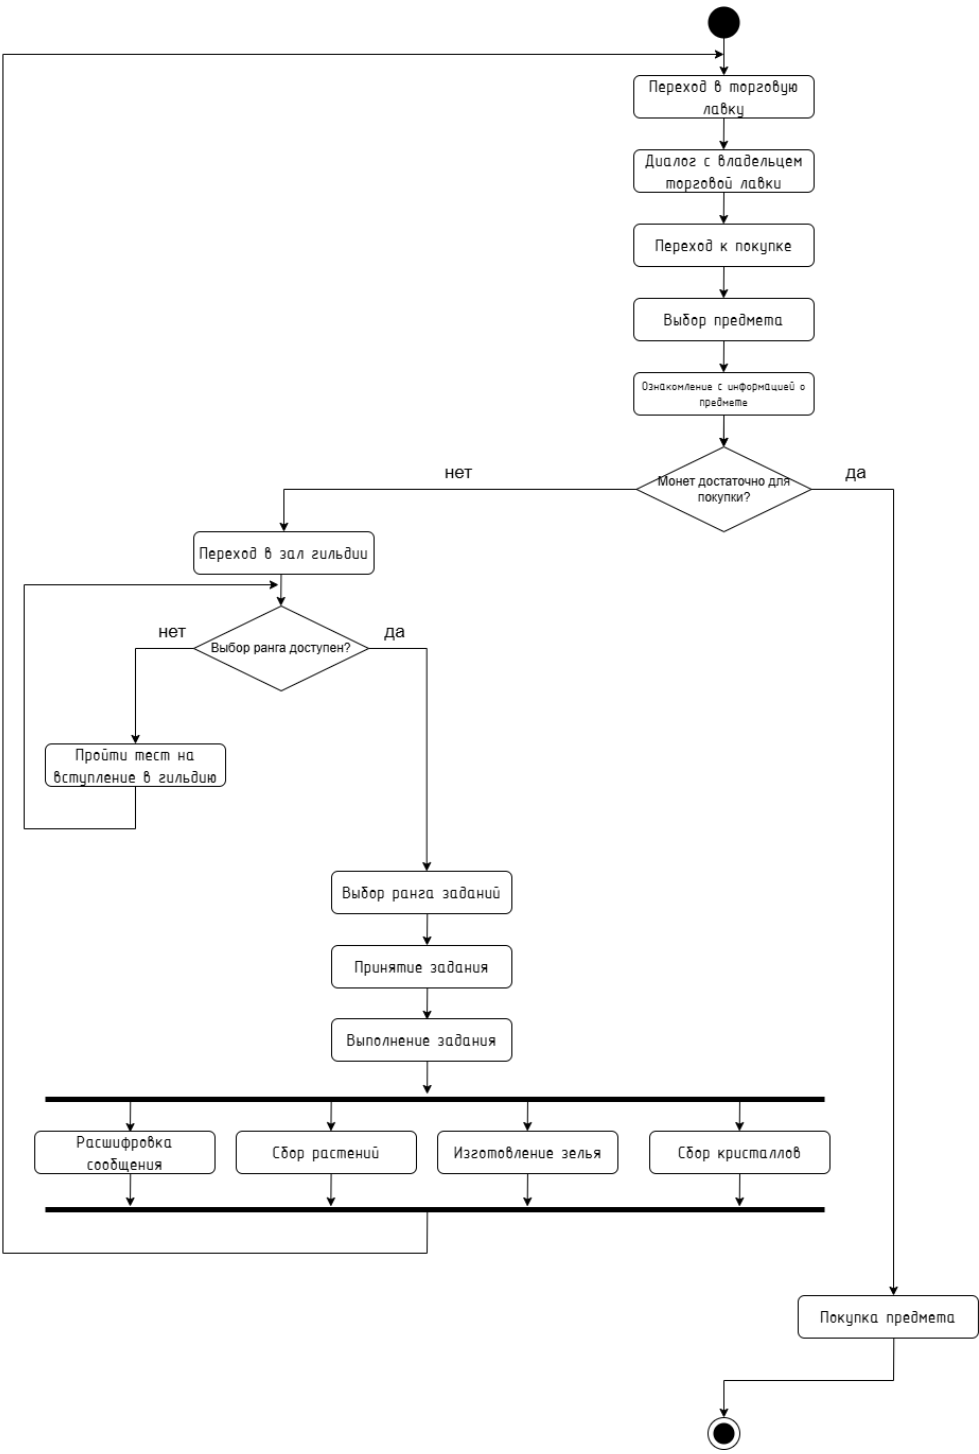 Переход в торговую
лавку
Диалог с владельцем
торговой лавки
Переход к покупке
Выбор предмета
Ознакомление с информацией о
предмете
нет
Монет достаточно для
покупки?
да
Переход в зал гильдии
нет
Выбор ранга доступен?
да
Пройти тест на
вступление в гильдию
Выбор ранга заданий
Принятие задания
Выполнение задания
Расшифровка
сообщения
Сбор растений
Изготовление зелья
Сбор кристаллов
Покупка предмета